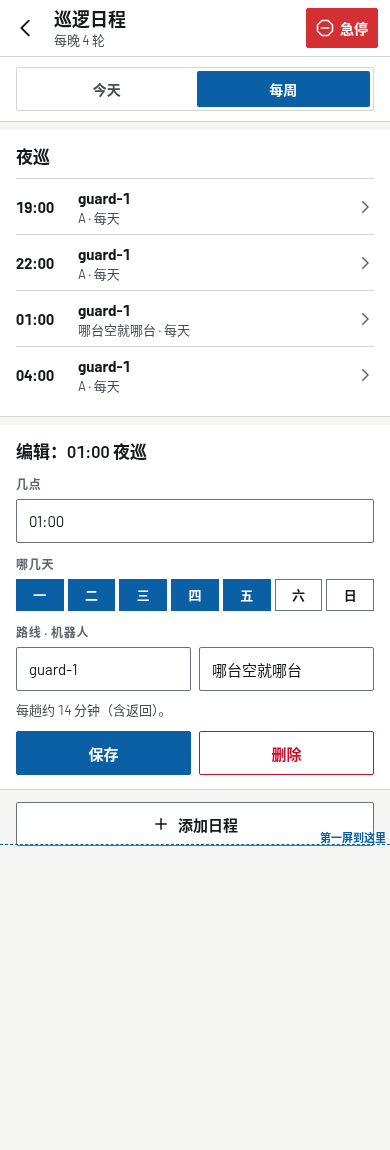 巡逻日程
每晚 4 轮
急停
今天
每周
夜巡
19:00
guard-1
A · 每天
22:00
guard-1
A · 每天
01:00
guard-1
哪台空就哪台 · 每天
04:00
guard-1
A · 每天
编辑：01:00 夜巡
几点
01:00
哪几天
一 二 三 四 五 六 日
路线 · 机器人
guard-1
哪台空就哪台
每趟约 14 分钟（含返回）。
保存
删除
添加日程
第一屏到这里